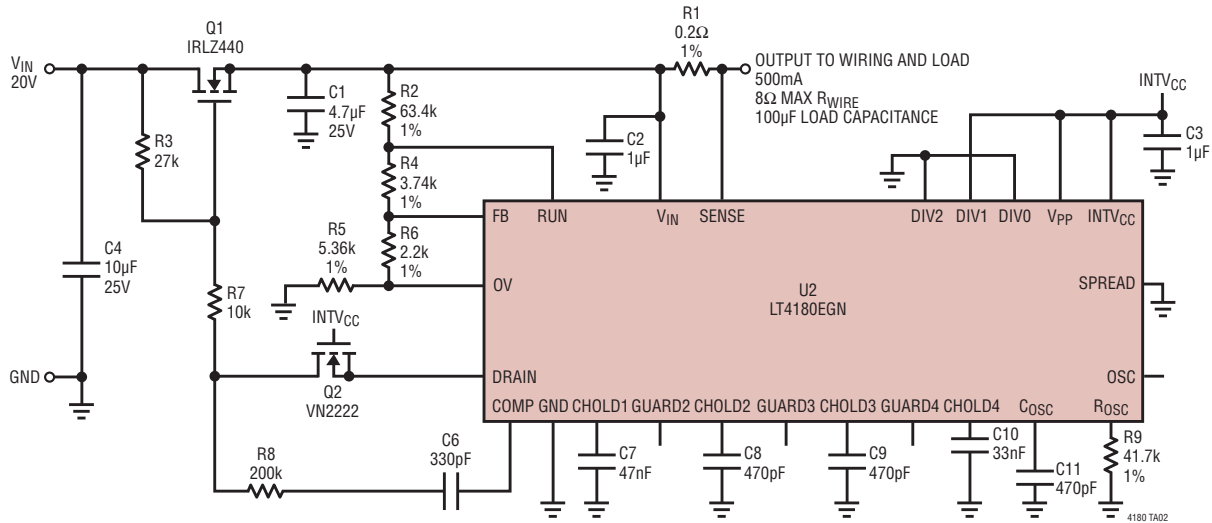 Q1
IRLZ440
VIN
20V
R1
0.2Ω
1%
OUTPUT TO WIRING AND LOAD
500mA
8Ω MAX RWIRE
100µF LOAD CAPACITANCE
INTVCC
C1
4.7µF
25V
R2
63.4k
1%
R3
27k
C2
1µF
C3
1µF
R4
3.74k
1%
FB
RUN
VIN
SENSE
DIV2
DIV1
DIV0
VPP
INTVCC
R5
5.36k
1%
R6
2.2k
1%
C4
10µF
25V
OV
U2
LT4180EGN
SPREAD
R7
10k
INTVCC
GND
Q2
VN2222
DRAIN
OSC
COMP
GND
CHOLD1
GUARD2
CHOLD2
GUARD3
CHOLD3
GUARD4
CHOLD4
COSC
ROSC
R8
200k
C6
330pF
C7
47nF
C8
470pF
C9
470pF
C10
33nF
C11
470pF
R9
41.7k
1%
4180 TA02